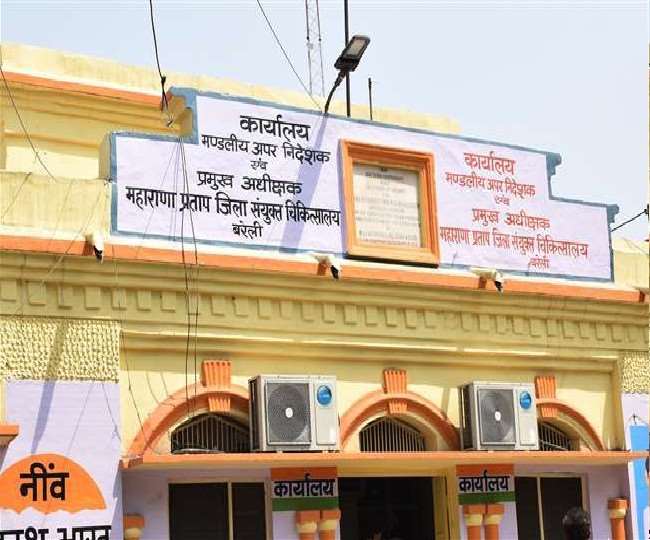 कार्यालय
मण्डलीय अपर निदेशक
एवं
प्रमुख अधीक्षक
महाराणा प्रताप जिला संयुक्त चिकित्सालय
बरेली
कार्यालय
मण्डलीय अपर निदेशक
एवं
प्रमुख अधीक्षक
महाराणा प्रताप जिला संयुक्त चिकित्सालय
बरेली
नींव
कार्यालय
कार्यालय